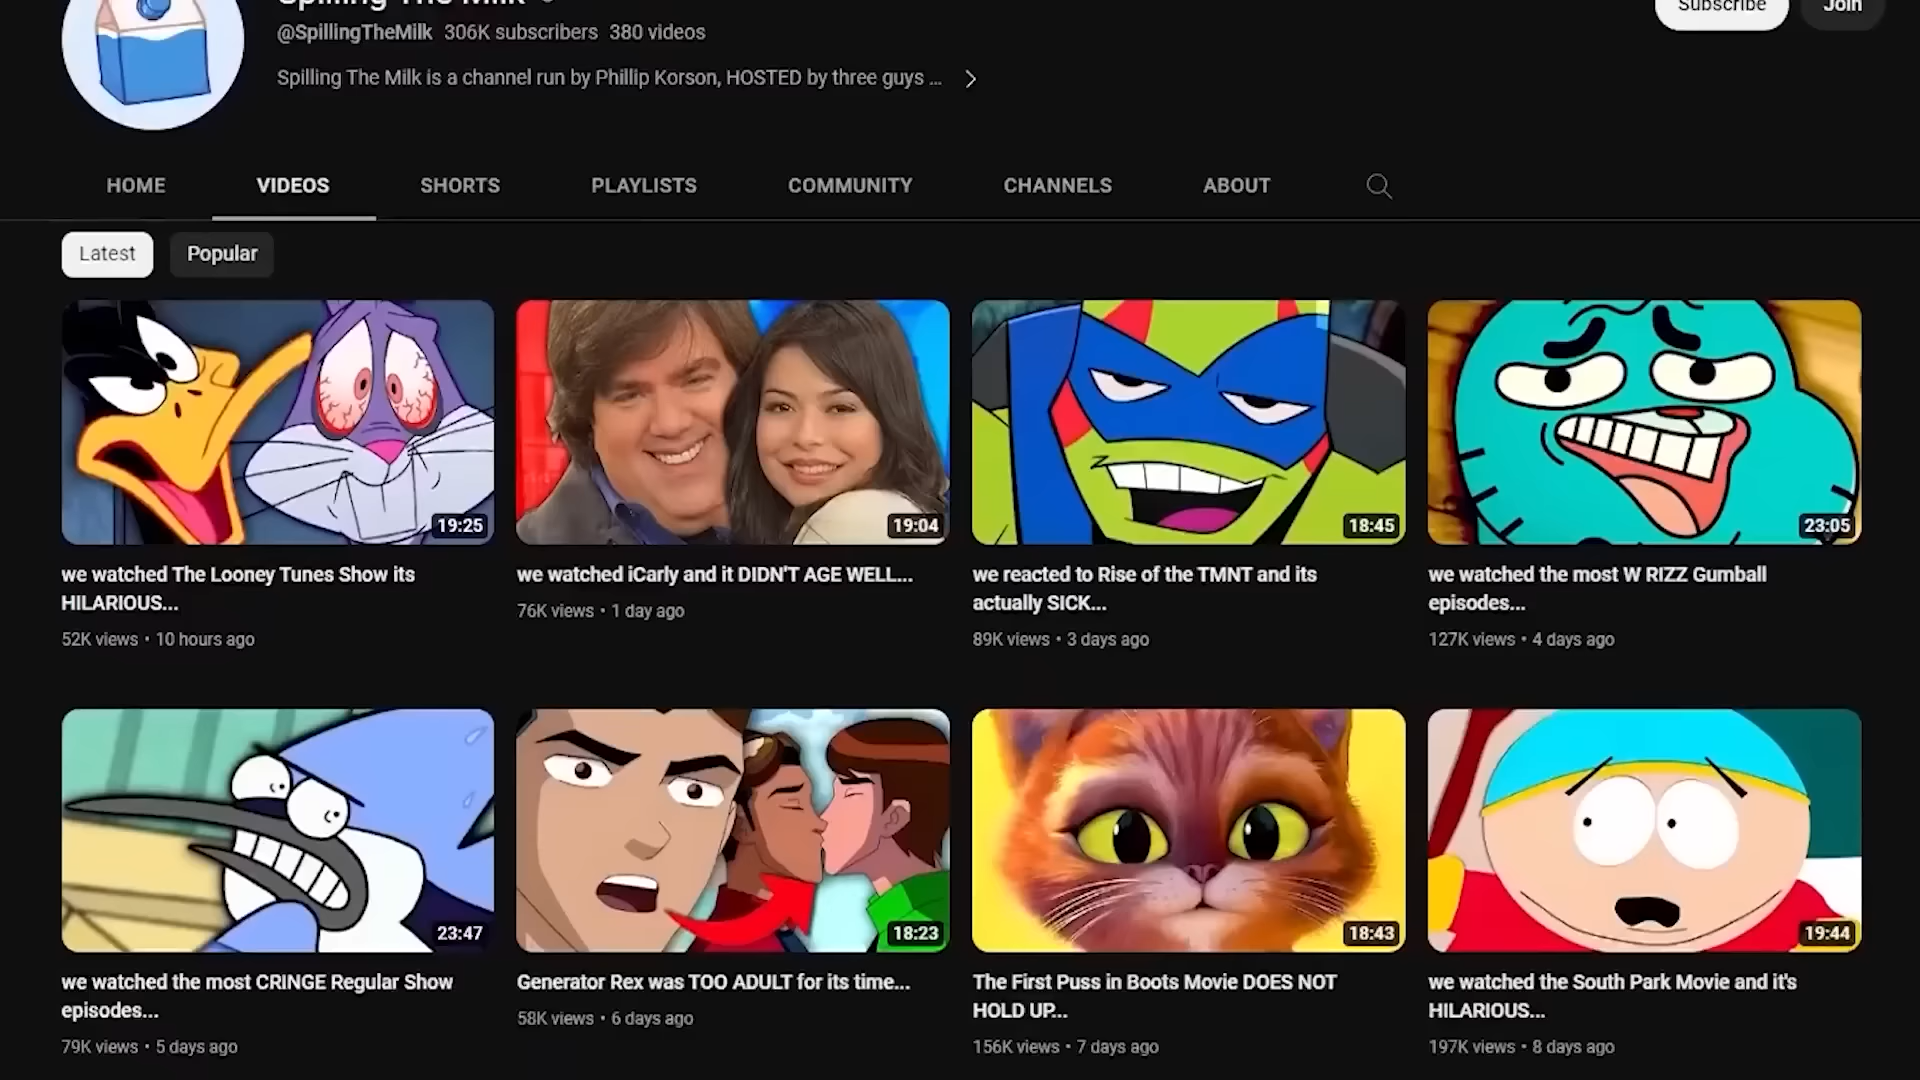 Spilling The Milk
Subscribe
Join
@SpillingTheMilk 306K subscribers 380 videos
Spilling The Milk is a channel run by Phillip Korson, HOSTED by three guys ...
HOME
VIDEOS
SHORTS
PLAYLISTS
COMMUNITY
CHANNELS
ABOUT
Latest
Popular
19:25
19:04
18:45
23:05
we watched The Looney Tunes Show its
HILARIOUS...
52K views • 10 hours ago
we watched iCarly and it DIDN'T AGE WELL...
76K views • 1 day ago
we reacted to Rise of the TMNT and its
actually SICK...
89K views • 3 days ago
we watched the most W RIZZ Gumball
episodes...
127K views • 4 days ago
23:47
18:23
18:43
19:44
we watched the most CRINGE Regular Show
episodes...
79K views • 5 days ago
Generator Rex was TOO ADULT for its time...
58K views • 6 days ago
The First Puss in Boots Movie DOES NOT
HOLD UP...
156K views • 7 days ago
we watched the South Park Movie and it's
HILARIOUS...
197K views • 8 days ago